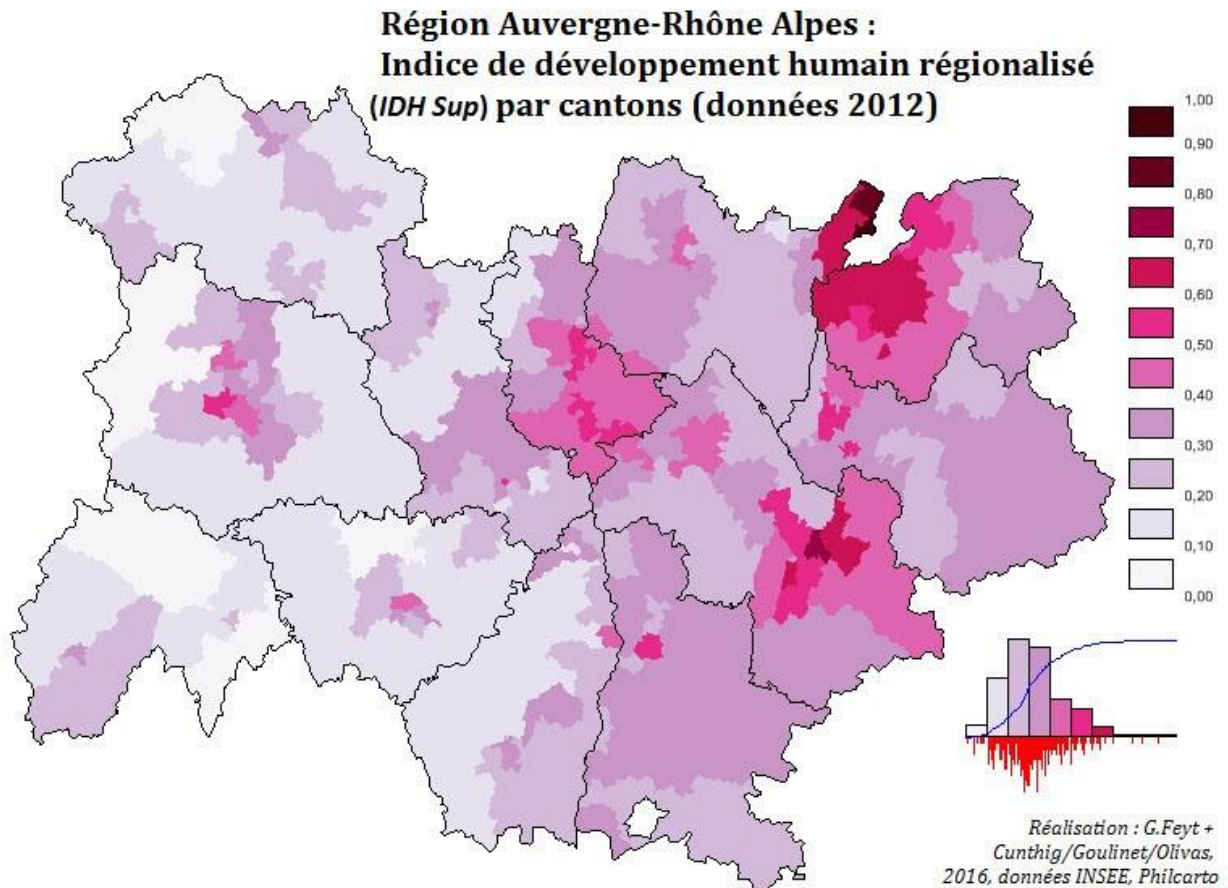 Région Auvergne-Rhône Alpes :
Indice de développement humain régionalisé
(IDH Sup) par cantons (données 2012)
1,00
0,90
0,80
0,70
0,60
0,50
0,40
0,30
0,20
0,10
0,00
Réalisation : G.Feyt +
Cunthig/Goulinet/Olivas,
2016, données INSEE, Philcarto